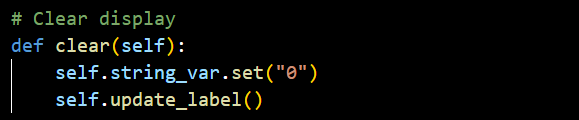 # Clear display
def clear(self):
    self.string_var.set("0")
    self.update_label()